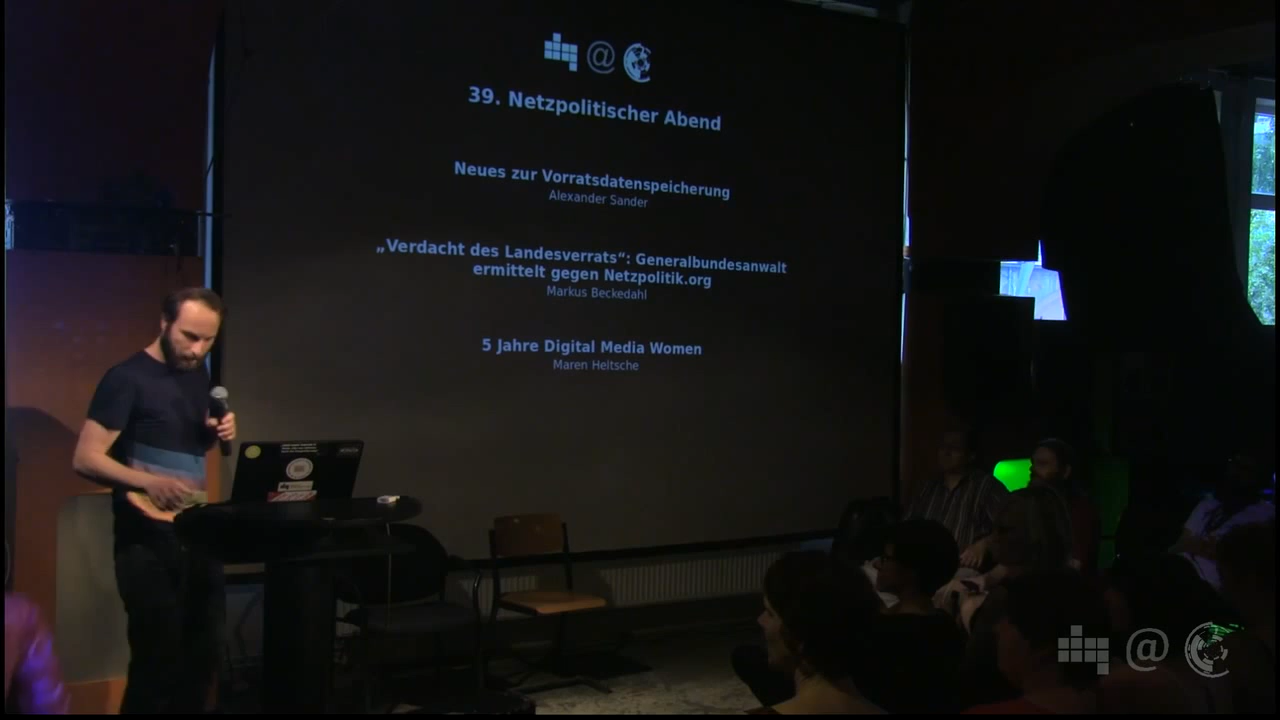 @
39. Netzpolitischer Abend
Neues zur Vorratsdatenspeicherung
Alexander Sander
„Verdacht des Landesverrats“: Generalbundesanwalt
ermittelt gegen Netzpolitik.org
Markus Beckedahl
5 Jahre Digital Media Women
Maren Heltsche
@